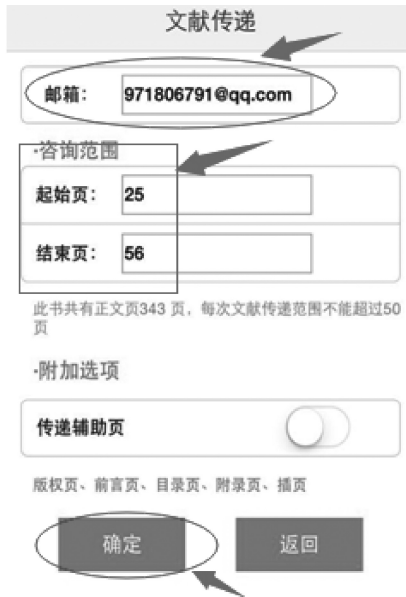 文献传递
邮箱： 971806791@qq.com
·咨询范围
起始页： 25
结束页： 56
此书共有正文页343 页，每次文献传递范围不能超过50
页
·附加选项
传递辅助页
版权页、前言页、目录页、附录页、插页
确定 返回